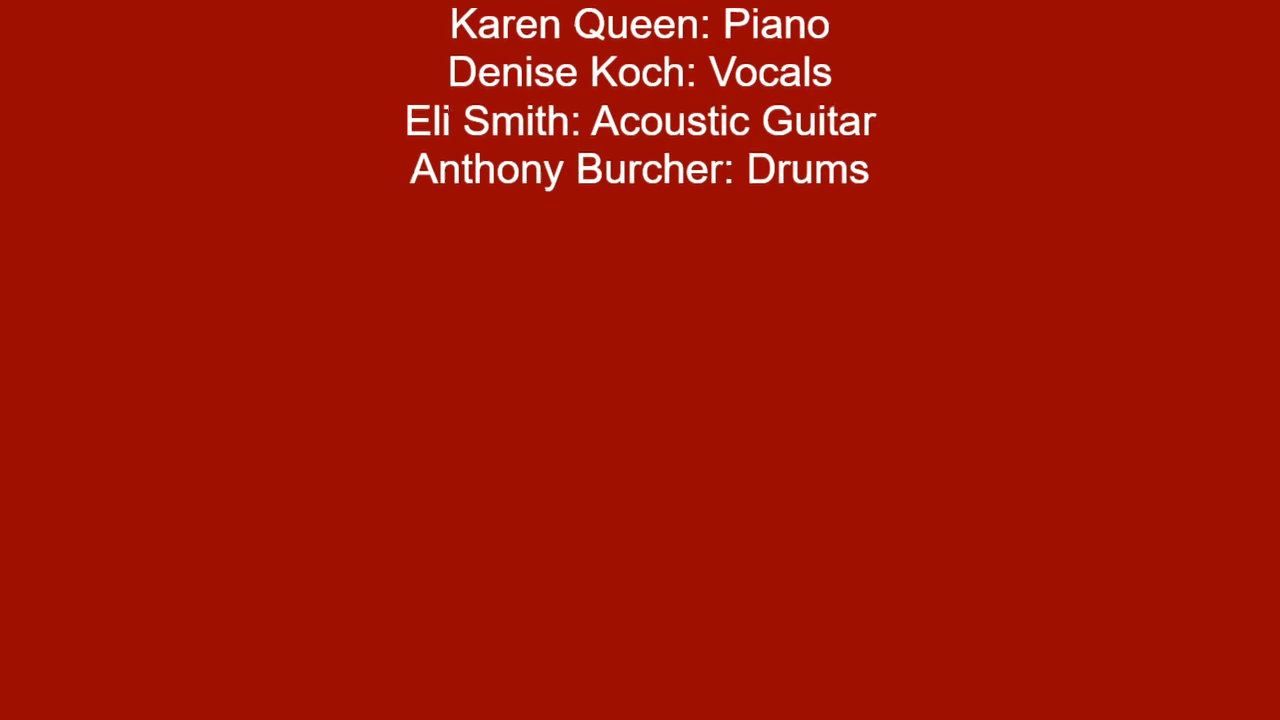 Karen Queen: Piano
Denise Koch: Vocals
Eli Smith: Acoustic Guitar
Anthony Burcher: Drums